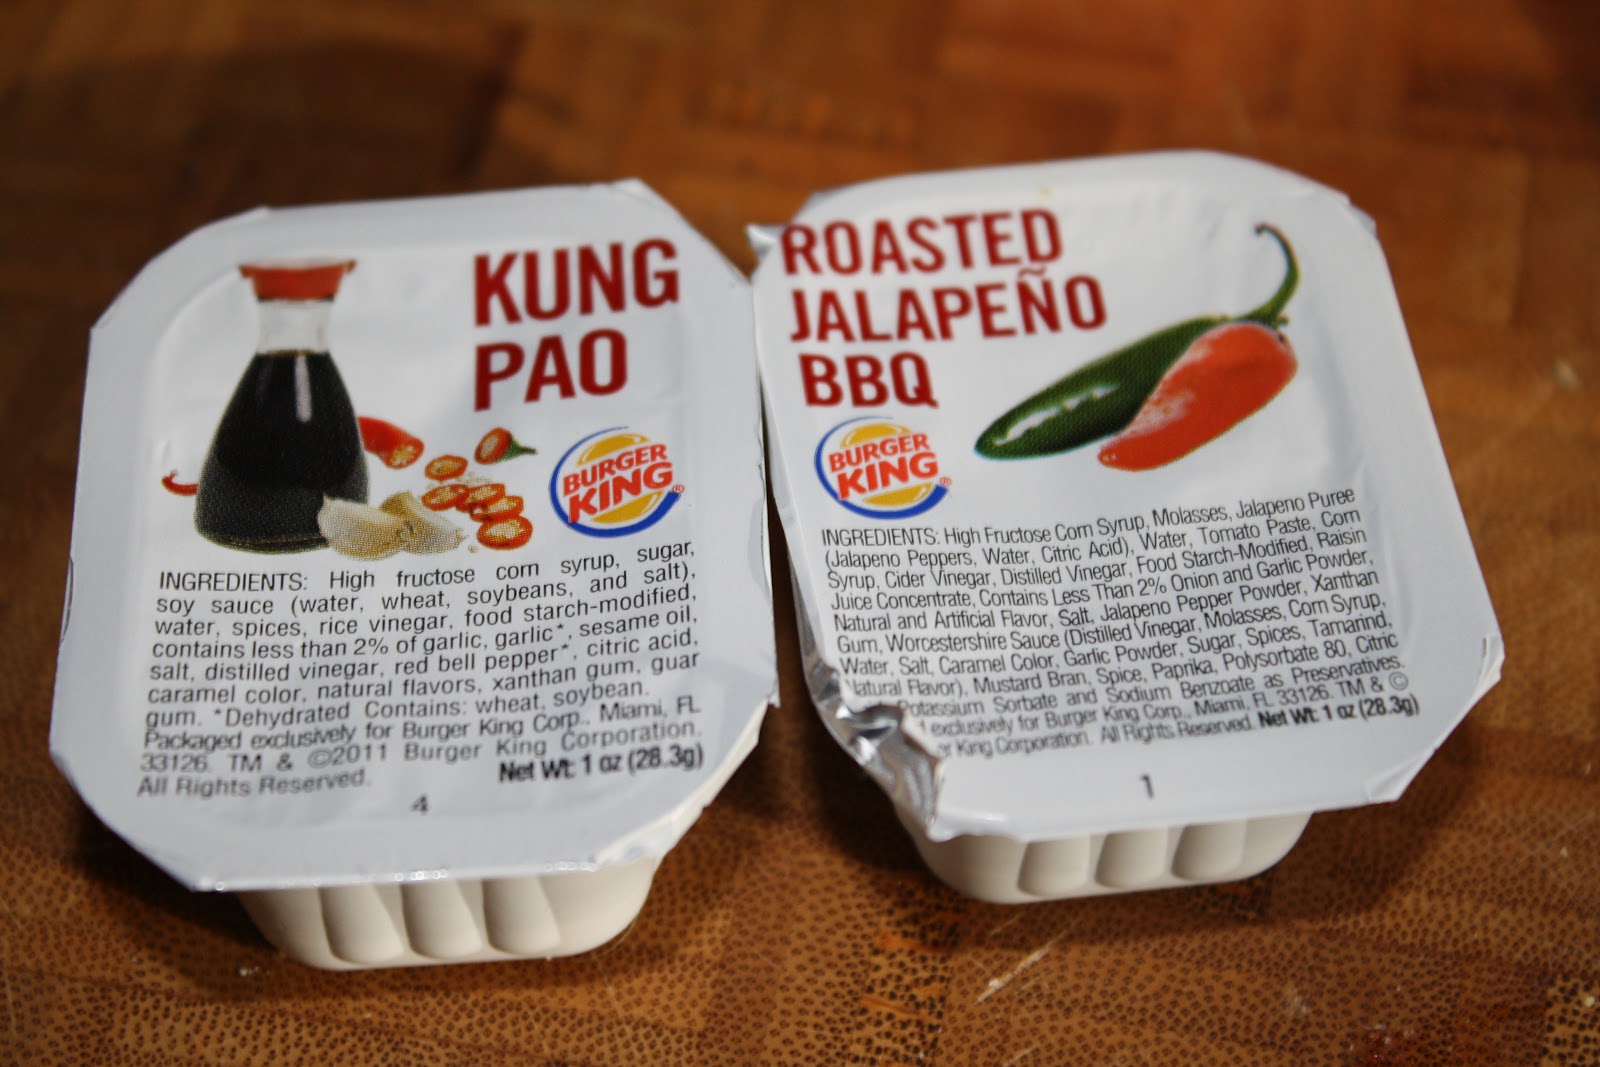 KUNG
PAO
BURGER
KING®
INGREDIENTS: High fructose corn syrup, sugar,
soy sauce (water, wheat, soybeans, and salt),
water, spices, rice vinegar, food starch-modified,
contains less than 2% of garlic, garlic*, sesame oil,
salt, distilled vinegar, red bell pepper*, citric acid,
caramel color, natural flavors, xanthan gum, guar
gum. *Dehydrated Contains: wheat, soybean.
Packaged exclusively for Burger King Corp., Miami, FL
33126. TM & ©2011 Burger King Corporation.
All Rights Reserved. Net Wt: 1 oz (28.3g)
4
ROASTED
JALAPEÑO
BBQ
BURGER
KING®
INGREDIENTS: High Fructose Corn Syrup, Molasses, Jalapeno Puree
(Jalapeno Peppers, Water, Citric Acid), Water, Tomato Paste, Corn
Syrup, Cider Vinegar, Distilled Vinegar, Food Starch-Modified, Raisin
Juice Concentrate, Contains Less Than 2% Onion and Garlic Powder,
Natural and Artificial Flavor, Salt, Jalapeno Pepper Powder, Xanthan
Gum, Worcestershire Sauce (Distilled Vinegar, Molasses, Corn Syrup,
Water, Salt, Caramel Color, Garlic Powder, Sugar, Spices, Tamarind,
Natural Flavor), Mustard Bran, Spice, Paprika, Polysorbate 80, Citric
Potassium Sorbate and Sodium Benzoate as Preservatives.
exclusively for Burger King Corp., Miami, FL 33126. TM & ©
King Corporation. All Rights Reserved. Net Wt: 1 oz (28.3g)
1